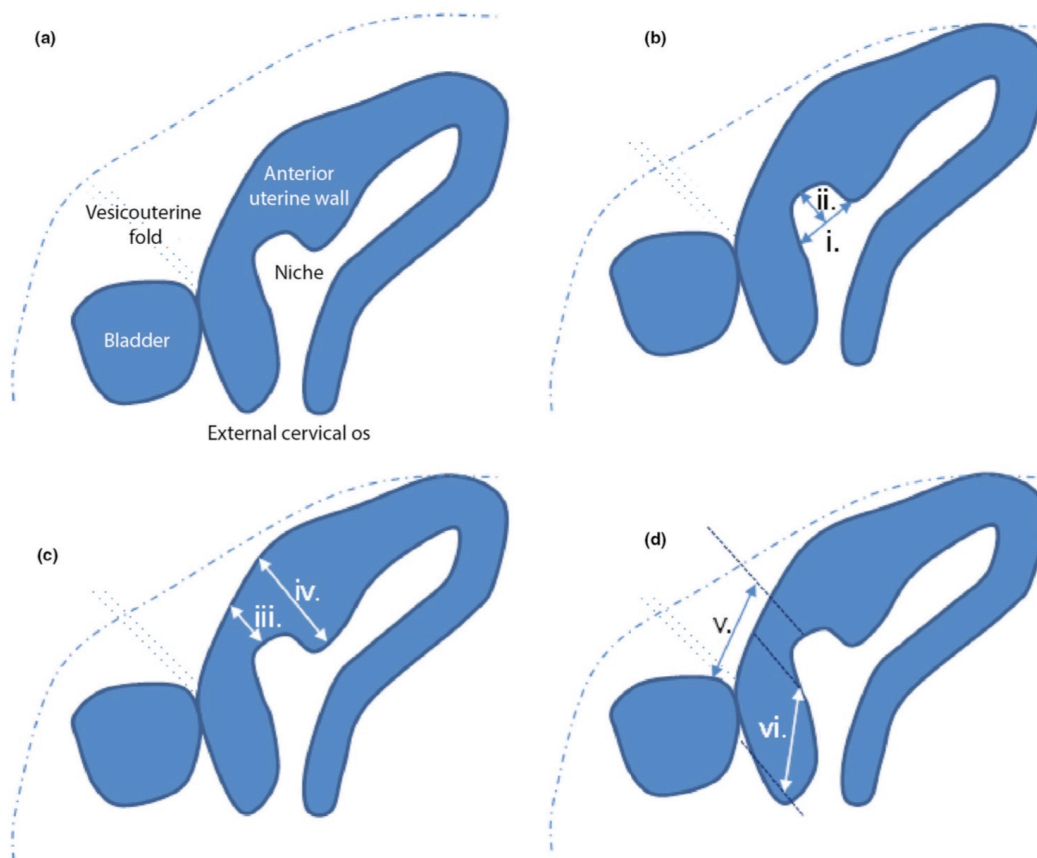 (a)
Anterior
uterine wall
Vesicouterine
fold
Niche
Bladder
External cervical os
(b)
ii.
i.
(c)
iv.
iii.
(d)
v.
vi.